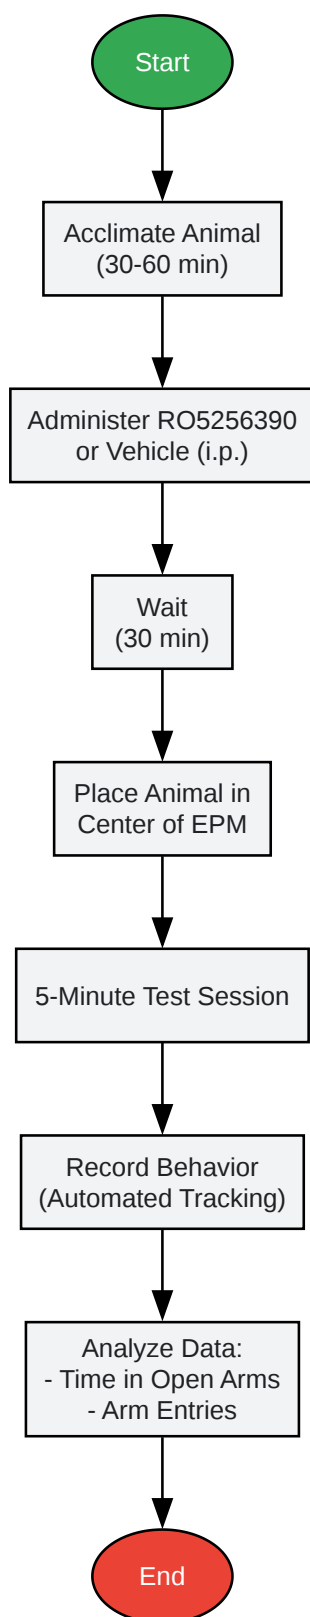 Start
Acclimate Animal
(30-60 min)
Administer RO5256390
or Vehicle (i.p.)
Wait
(30 min)
Place Animal in
Center of EPM
5-Minute Test Session
Record Behavior
(Automated Tracking)
Analyze Data:
- Time in Open Arms
- Arm Entries
End